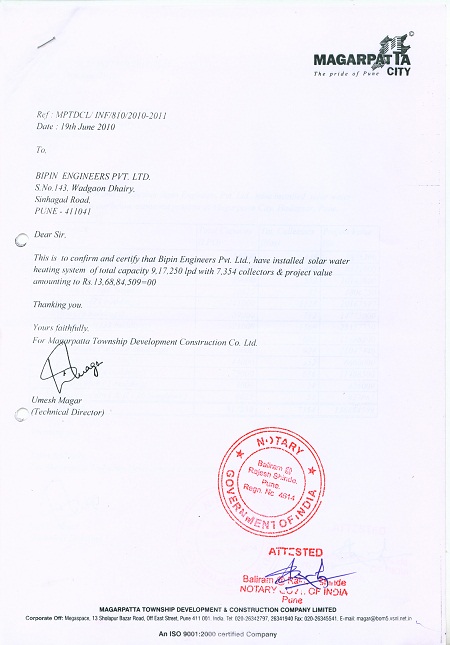 MAGARPATTA
CITY
The pride of Pune
Ref : MPTDCL/ INF/810/2010-2011
Date : 19th June 2010
To,
BIPIN ENGINEERS PVT. LTD.
S.No.143, Wadgaon Dhairy,
Sinhagad Road,
PUNE - 411041
Dear Sir,
This is to confirm and certify that Bipin Engineers Pvt. Ltd., have installed solar water
heating system of total capacity 9,17,250 lpd with 7,354 collectors & project value
amounting to Rs.13,68,84,509=00
Thanking you.
Yours faithfully,
For Magarpatta Township Development Construction Co. Ltd.
Umesh Magar
(Technical Director)
NOTARY
Baliram @
Rajesh Shinde,
Pune.
Regn. No. 4814
GOVERNMENT OF INDIA
ATTESTED
Baliram @ Shinde
NOTARY OF INDIA
Pune
MAGARPATTA TOWNSHIP DEVELOPMENT & CONSTRUCTION COMPANY LIMITED
Corporate Off: Megaspace, 13 Sholapur Bazar Road, Off East Street, Pune 411 001. India. Tel: 020-26342797, 26341940 Fax: 020-26345541, E-mail: magar@bom5.vsnl.net.in
An ISO 9001:2000 certified Company